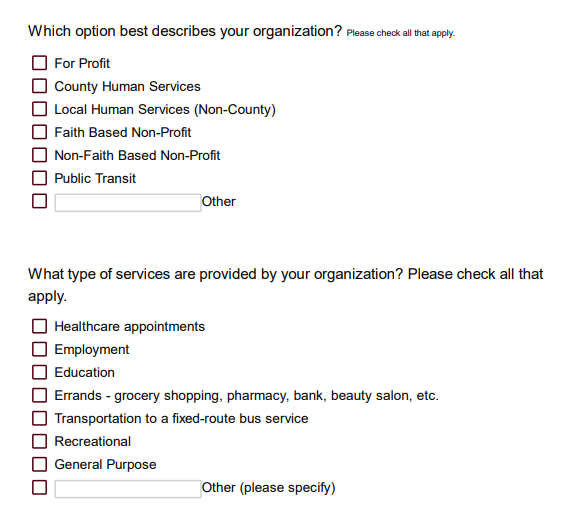 Which option best describes your organization? Please check all that apply.
For Profit
County Human Services
Local Human Services (Non-County)
Faith Based Non-Profit
Non-Faith Based Non-Profit
Public Transit
Other
What type of services are provided by your organization? Please check all that
apply.
Healthcare appointments
Employment
Education
Errands - grocery shopping, pharmacy, bank, beauty salon, etc.
Transportation to a fixed-route bus service
Recreational
General Purpose
Other (please specify)